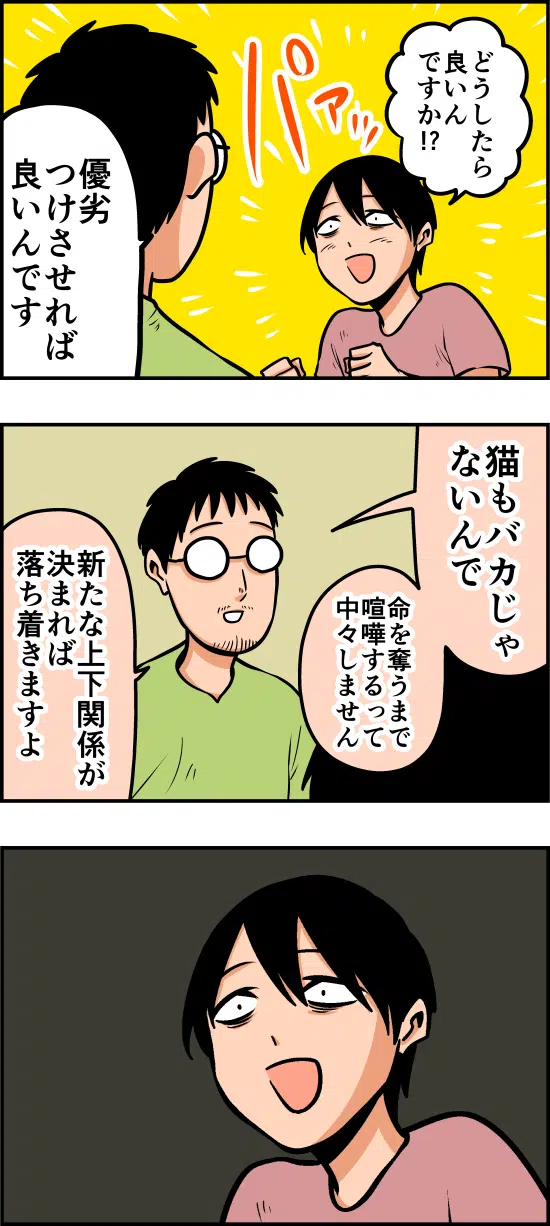 どうしたら
良いん
ですか!?
パァッ
優劣
つけさせれば
良いんです
猫もバカじゃ
ないんで
命を奪うまで
喧嘩するって
中々しません
新たな上下関係が
決まれば
落ち着きますよ